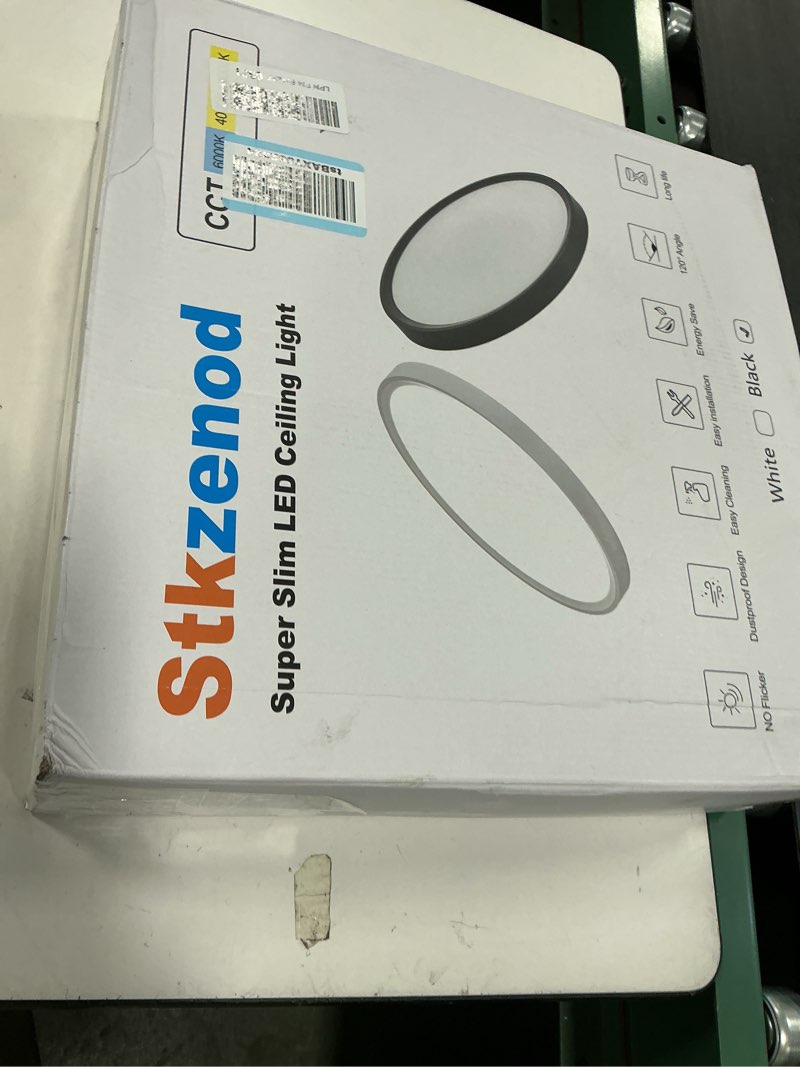 Stkzenod
Super Slim LED Ceiling Light
CCT 6000K 40 K
NO Flicker
Dustproof Design
Easy Cleaning
Easy installation
Energy Save
120° Angle
Long life
White
Black